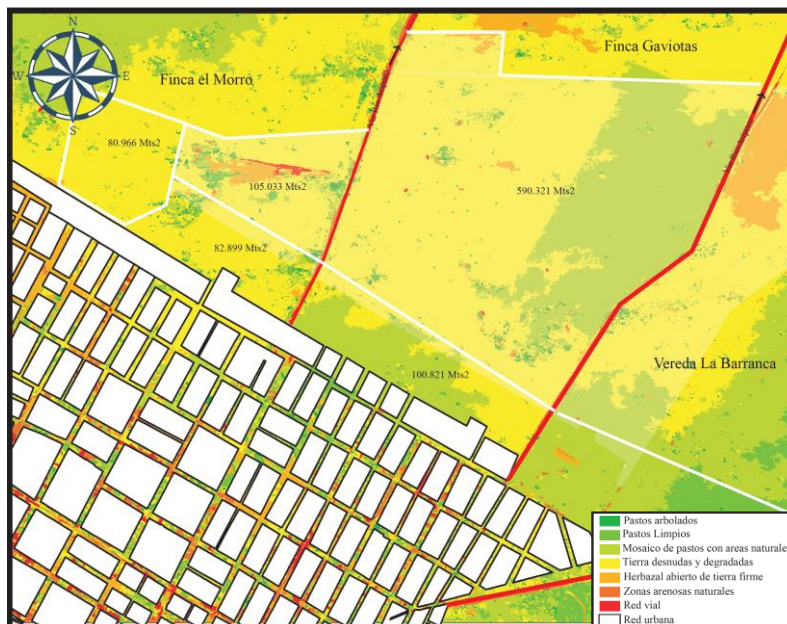 N
W
E
S
Finca el Morro
Finca Gaviotas
80.966 Mts2
105.033 Mts2
590.321 Mts2
82.899 Mts2
100.821 Mts2
Vereda La Barranca
Pastos arbolados
Pastos Limpios
Mosaico de pastos con areas naturale
Tierra desnudas y degradadas
Herbazal abierto de tierra firme
Zonas arenosas naturales
Red vial
Red urbana